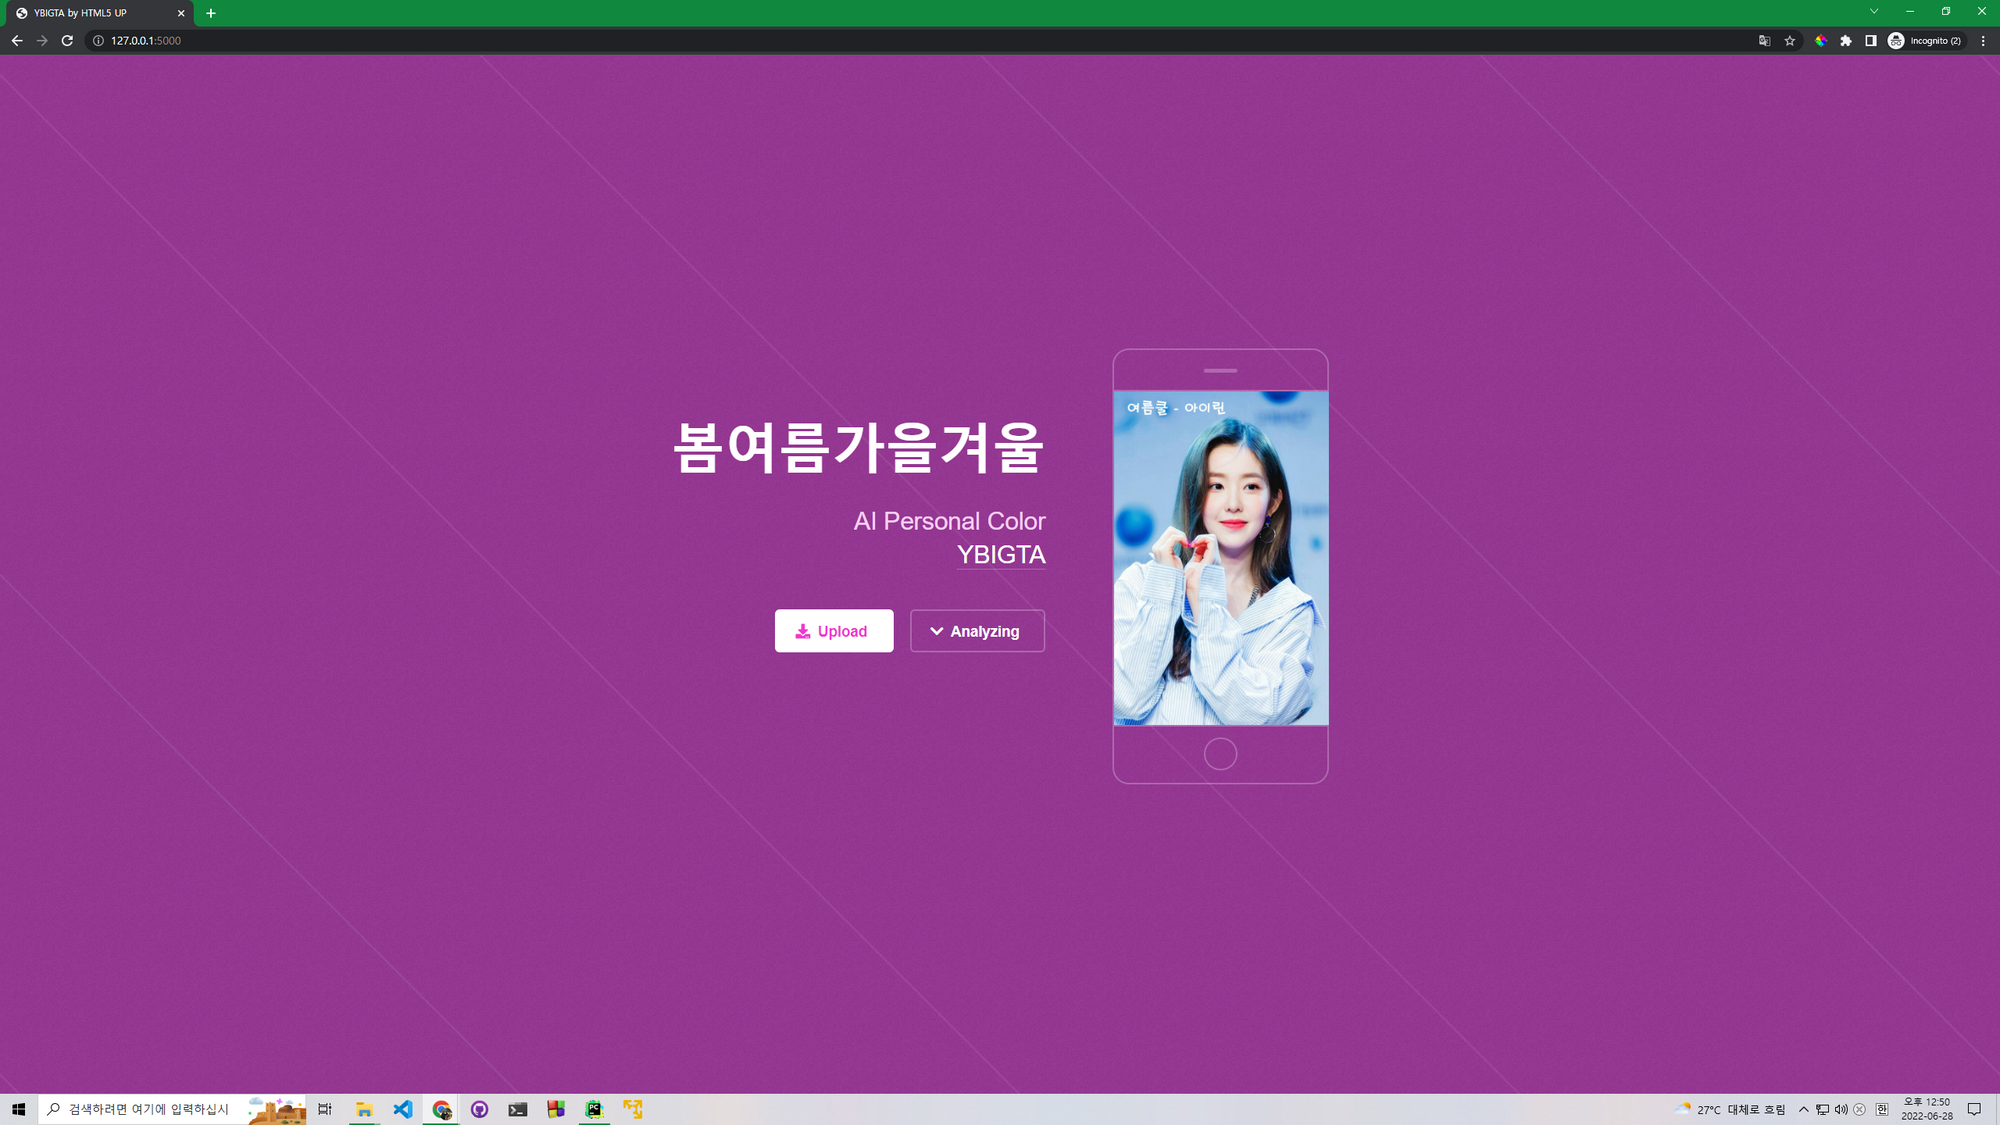 YBIGTA by HTML5 UP
127.0.0.1:5000
Incognito (2)
여름쿨 - 아이린
봄여름가을겨울
AI Personal Color
YBIGTA
Upload
Analyzing
검색하려면 여기에 입력하십시
27°C 대체로 흐림
한
오후 12:50
2022-06-28